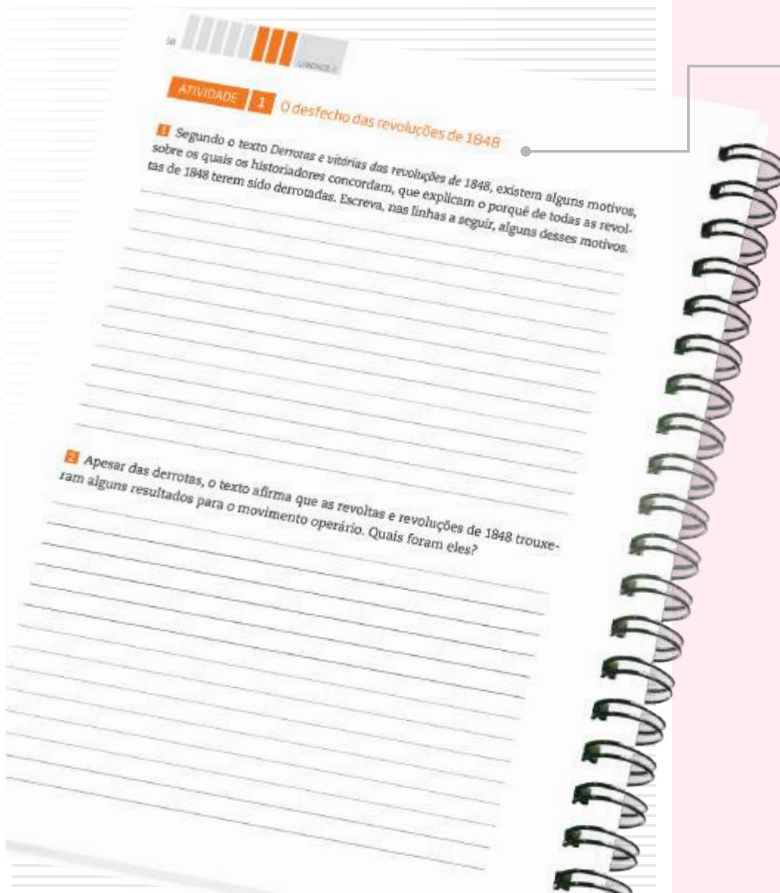 58
UNIDADE 2
ATIVIDADE 1 O desfecho das revoluções de 1848
1 Segundo o texto Derrotas e vitórias das revoluções de 1848, existem alguns motivos,
sobre os quais os historiadores concordam, que explicam o porquê de todas as revol-
tas de 1848 terem sido derrotadas. Escreva, nas linhas a seguir, alguns desses motivos.
2 Apesar das derrotas, o texto afirma que as revoltas e revoluções de 1848 trouxe-
ram alguns resultados para o movimento operário. Quais foram eles?